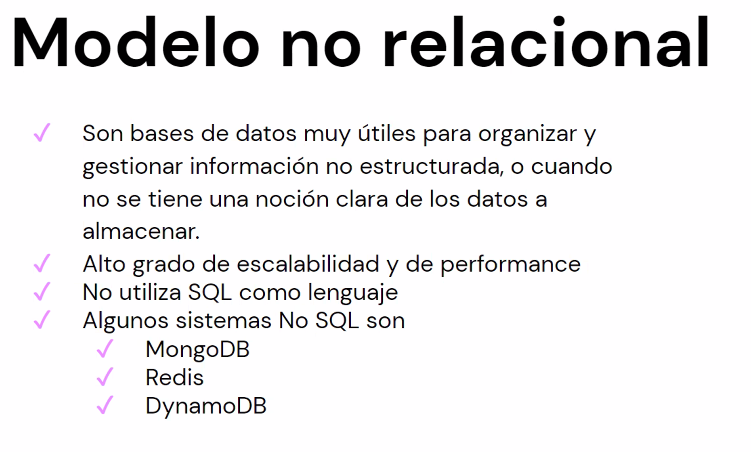 Modelo no relacional
✓ Son bases de datos muy útiles para organizar y
gestionar información no estructurada, o cuando
no se tiene una noción clara de los datos a
almacenar.
✓ Alto grado de escalabilidad y de performance
✓ No utiliza SQL como lenguaje
✓ Algunos sistemas No SQL son
✓ MongoDB
✓ Redis
✓ DynamoDB